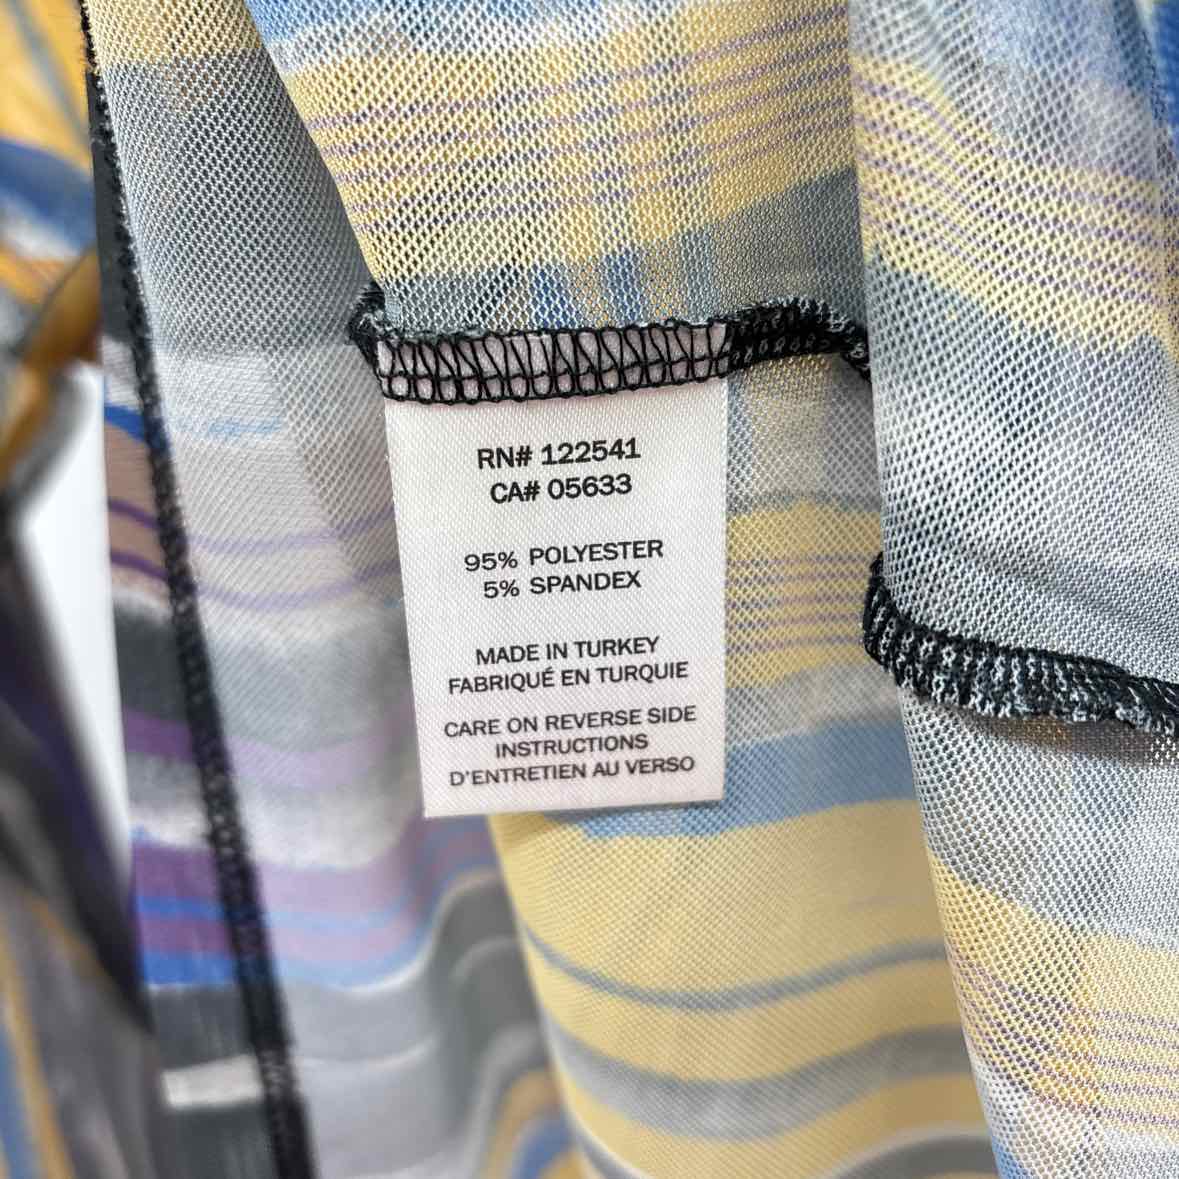 RN# 122541
CA# 05633
95% POLYESTER
5% SPANDEX
MADE IN TURKEY
FABRIQUÉ EN TURQUIE
CARE ON REVERSE SIDE
INSTRUCTIONS
D'ENTRETIEN AU VERSO